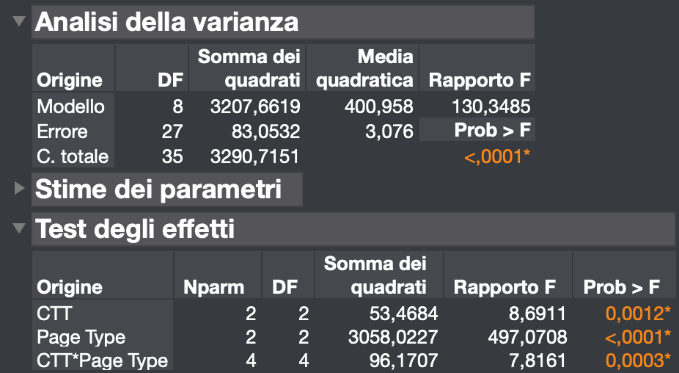 Analisi della varianza
Somma dei Media
Origine DF quadrati quadratica Rapporto F
Modello 8 3207,6619 400,958 130,3485
Errore 27 83,0532 3,076 Prob > F
C. totale 35 3290,7151 <,0001*
Stime dei parametri
Test degli effetti
Somma dei
Origine Nparm DF quadrati Rapporto F Prob > F
CTT 2 2 53,4684 8,6911 0,0012*
Page Type 2 2 3058,0227 497,0708 <,0001*
CTT*Page Type 4 4 96,1707 7,8161 0,0003*